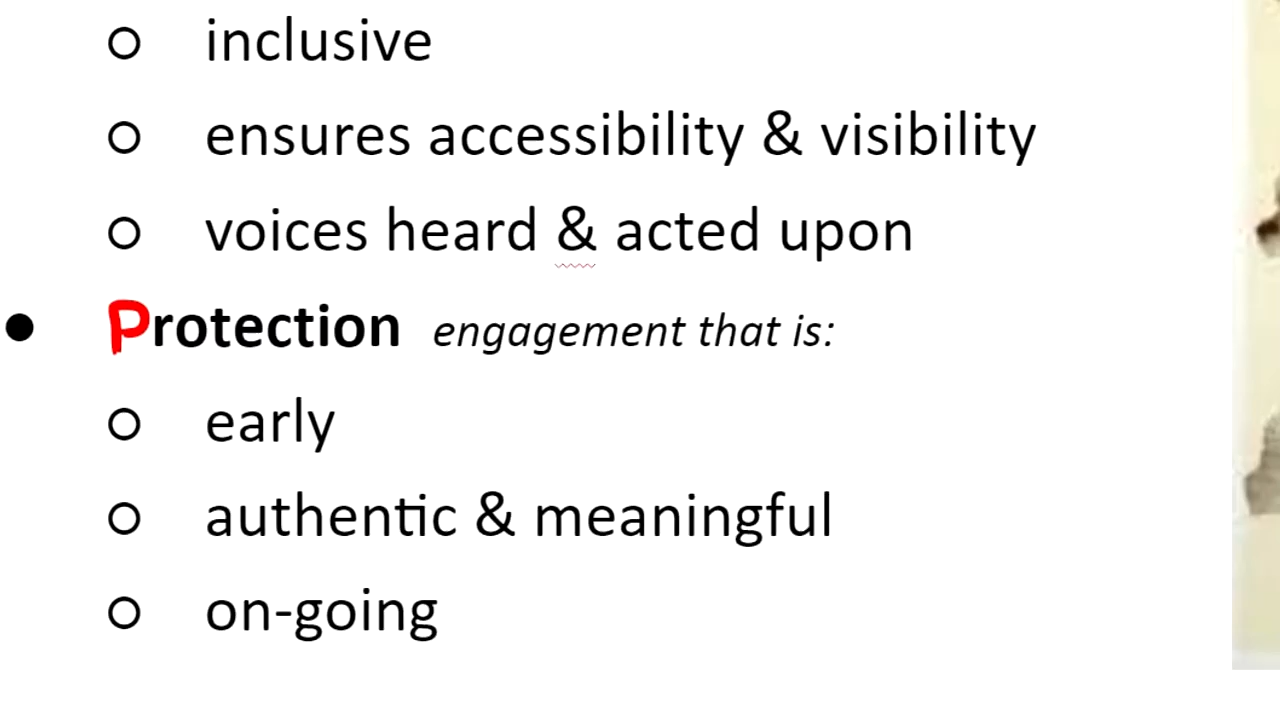 ○ inclusive
○ ensures accessibility & visibility
○ voices heard & acted upon
● Protection engagement that is:
○ early
○ authentic & meaningful
○ on-going